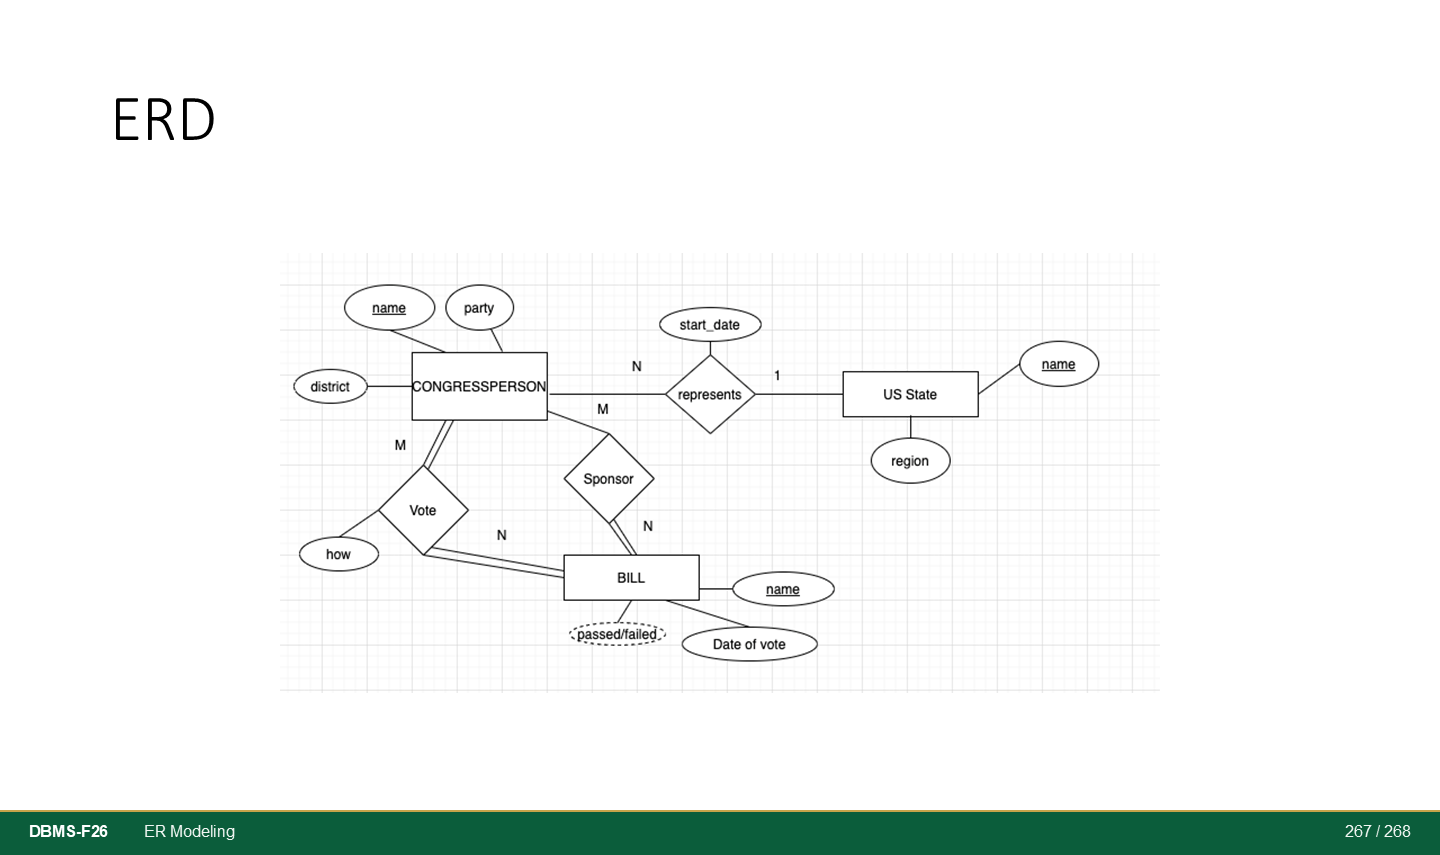 ERD
name
party
start_date
name
district
CONGRESSPERSON
N
1
represents
US State
M
M
region
Sponsor
Vote
N
N
how
BILL
name
passed/failed
Date of vote
DBMS-F26
ER Modeling
267 / 268